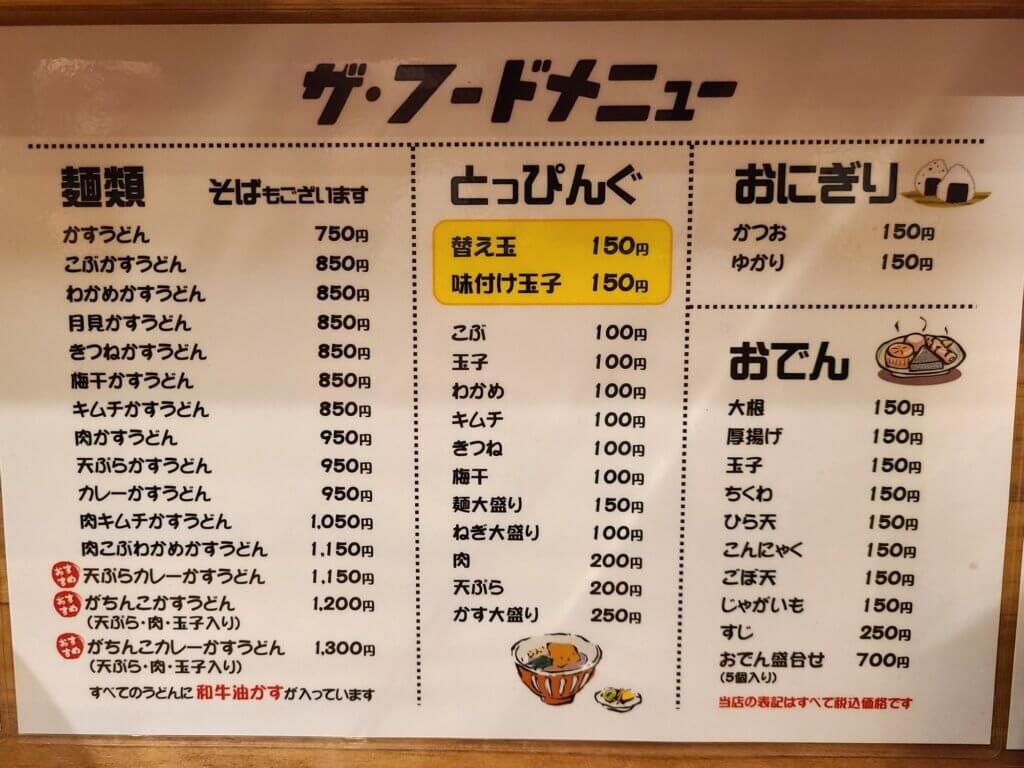 ザ・フードメニュー
麺類 そばもございます
かすうどん 750円
こぶかすうどん 850円
わかめかすうどん 850円
月見かすうどん 850円
きつねかすうどん 850円
梅干かすうどん 850円
キムチかすうどん 850円
肉かすうどん 950円
天ぷらかすうどん 950円
カレーかすうどん 950円
肉キムチかすうどん 1,050円
肉こぶわかめかすうどん 1,150円
おすすめ 天ぷらカレーかすうどん 1,150円
おすすめ がちんこかすうどん 1,200円
(天ぷら・肉・玉子入り)
おすすめ がちんこカレーかすうどん 1,300円
(天ぷら・肉・玉子入り)
すべてのうどんに和牛油かすが入っています
とっぴんぐ
替え玉 150円
味付け玉子 150円
こぶ 100円
玉子 100円
わかめ 100円
キムチ 100円
きつね 100円
梅干 100円
麺大盛り 150円
ねぎ大盛り 100円
肉 200円
天ぷら 200円
かす大盛り 250円
おにぎり
かつお 150円
ゆかり 150円
おでん
大根 150円
厚揚げ 150円
玉子 150円
ちくわ 150円
ひら天 150円
こんにゃく 150円
ごぼ天 150円
じゃがいも 150円
すじ 250円
おでん盛合せ 700円
(5個入り)
当店の表記はすべて税込価格です